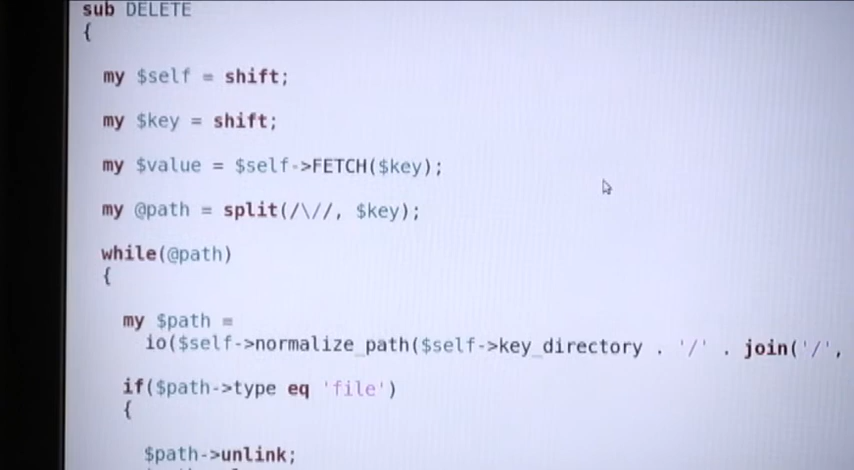 sub DELETE
{
my $self = shift;
my $key = shift;
my $value = $self->FETCH($key);
my @path = split(/\//, $key);
while(@path)
{
my $path =
io($self->normalize_path($self->key_directory . '/' . join('/',
if($path->type eq 'file')
{
$path->unlink;